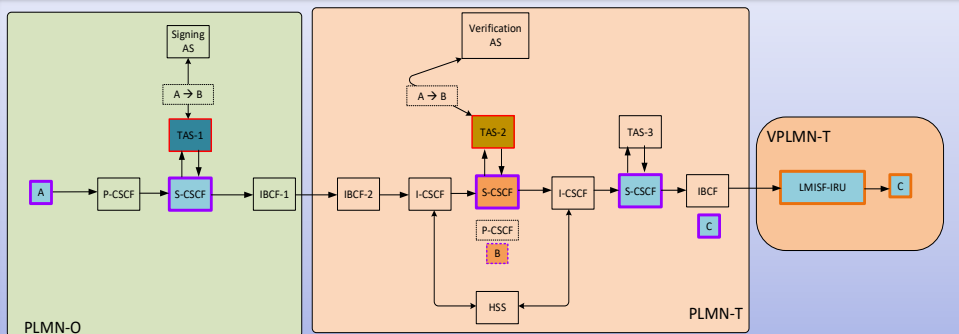 Signing
AS
A → B
TAS-1
A
P-CSCF
S-CSCF
IBCF-1
PLMN-O
Verification
AS
A → B
TAS-2
TAS-3
IBCF-2
I-CSCF
S-CSCF
I-CSCF
S-CSCF
IBCF
P-CSCF
B
C
HSS
PLMN-T
VPLMN-T
LMISF-IRU
C